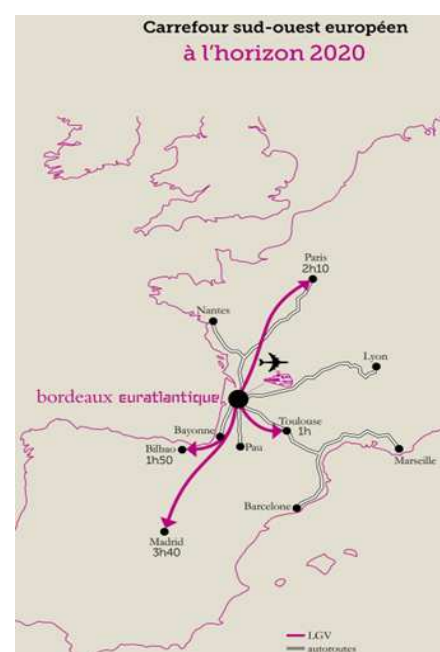 Carrefour sud-ouest européen
à l'horizon 2020
Paris
2h10
Nantes
Lyon
bordeaux euratlantique
Bayonne
Toulouse
1h
Bilbao
1h50
Pau
Marseille
Barcelone
Madrid
3h40
LGV
autoroutes